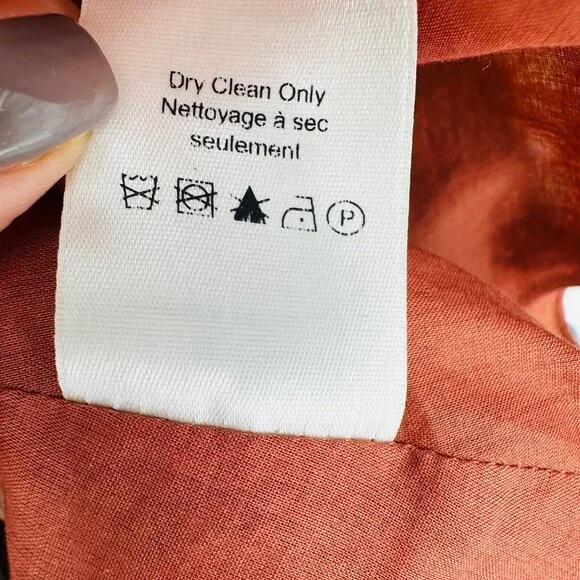 Dry Clean Only
Nettoyage à sec
seulement
P